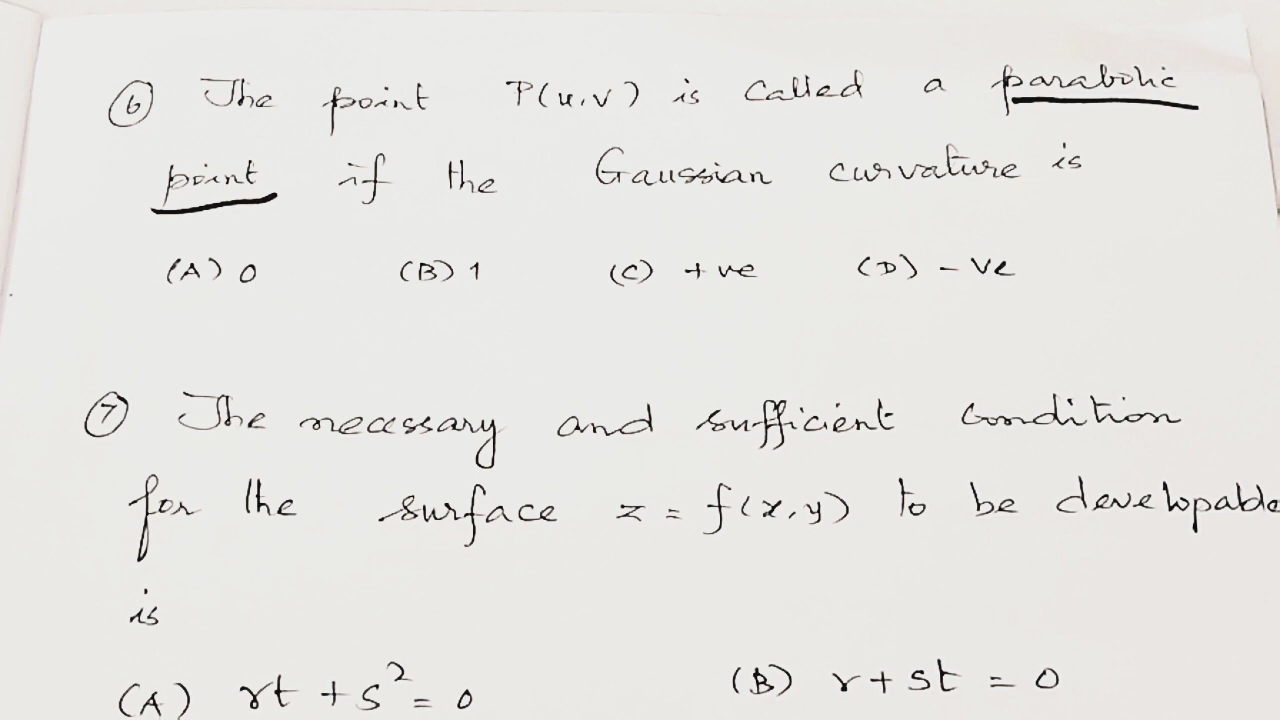 6 The point P(u,v) is called a parabolic
point if the Gaussian curvature is
(A) 0 (B) 1 (C) +ve (D) -ve
7 The necessary and sufficient condition
for the surface z = f(x,y) to be developable
is
(A) rt + s² = 0 (B) r + st = 0